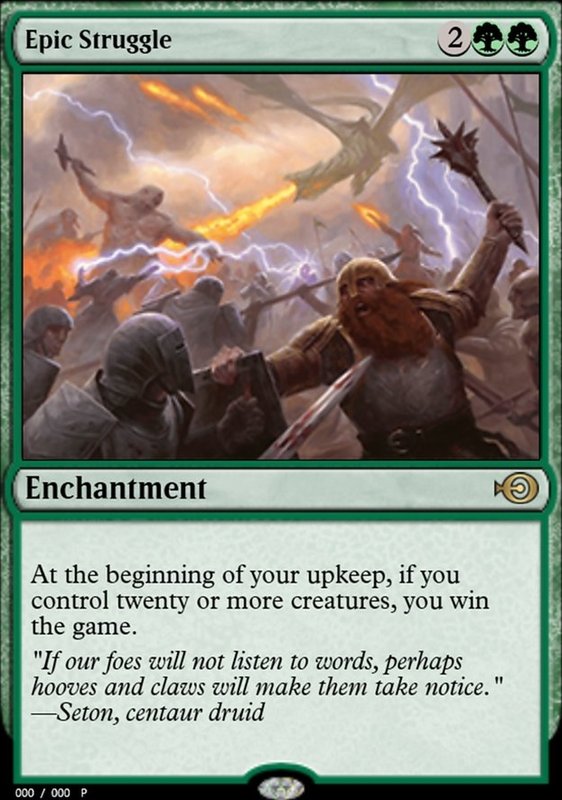 Epic Struggle 2
Enchantment
At the beginning of your upkeep, if you
control twenty or more creatures, you win
the game.
"If our foes will not listen to words, perhaps
hooves and claws will make them take notice."
—Seton, centaur druid
000 / 000 P